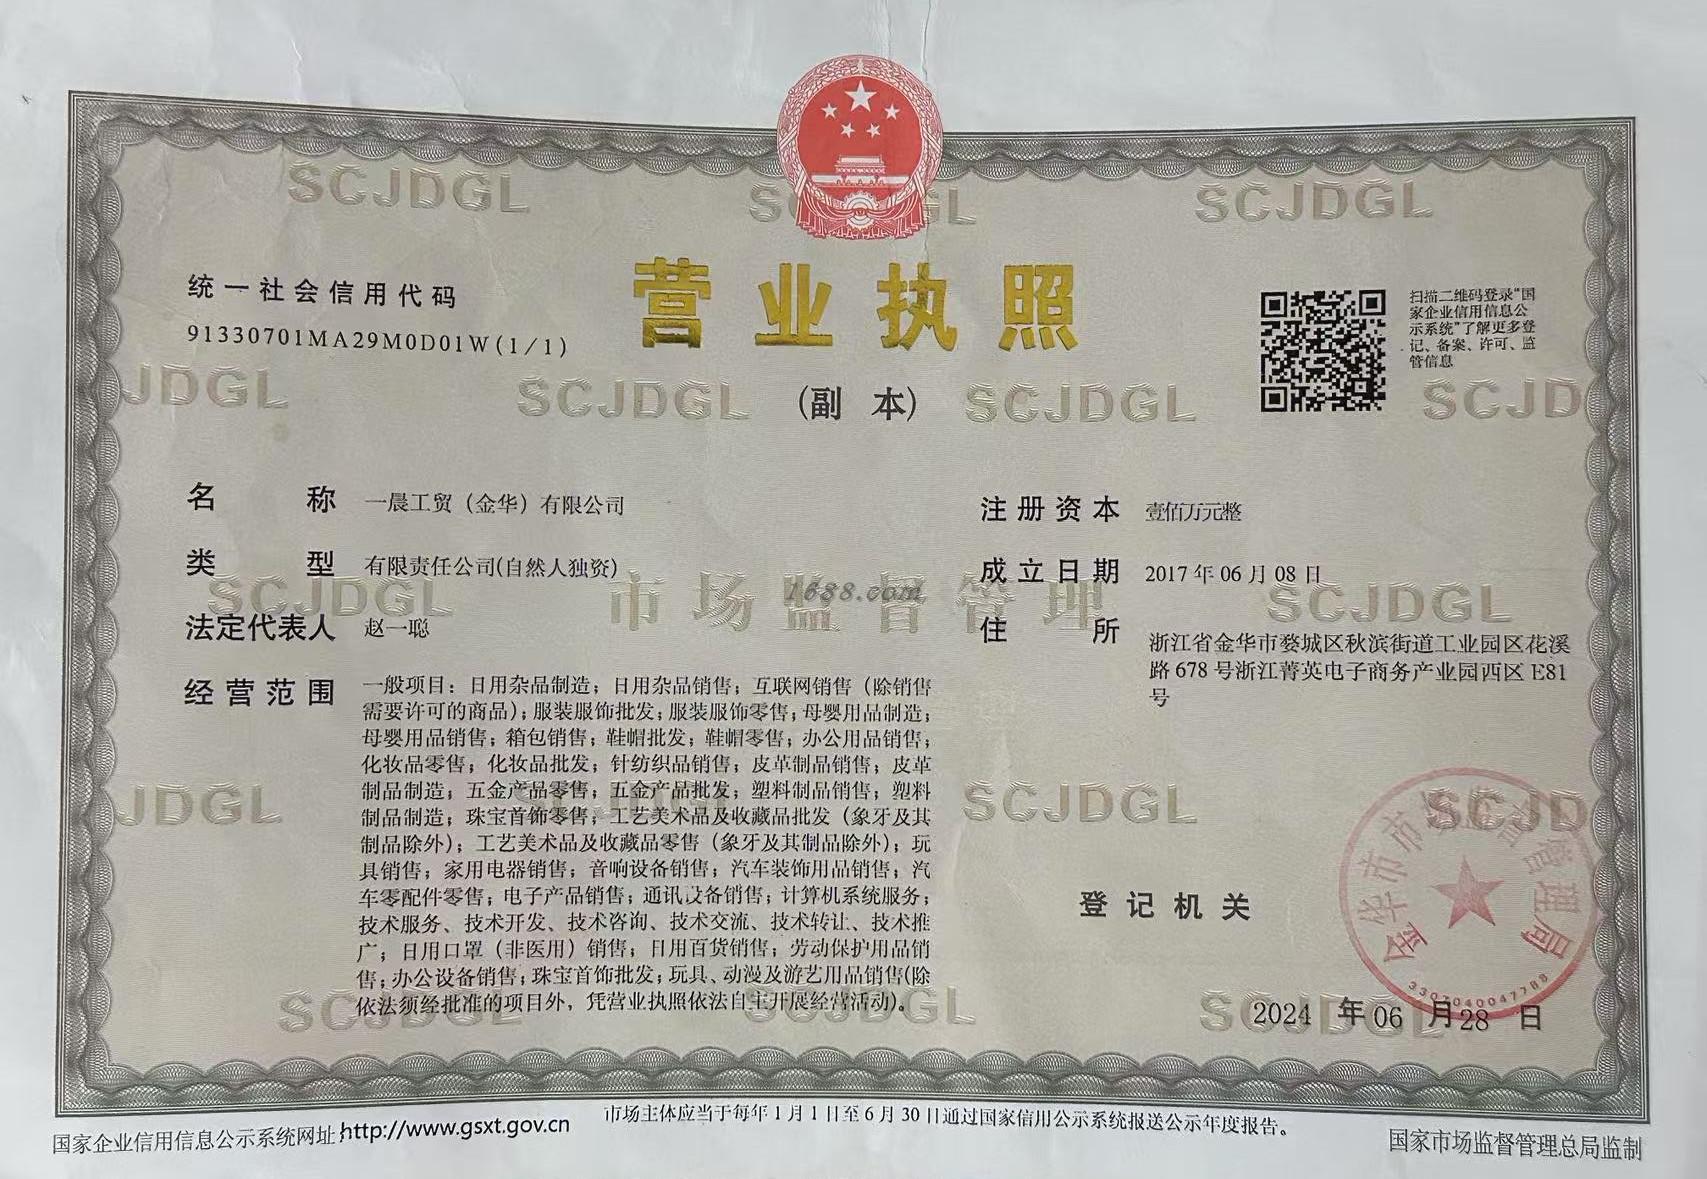 SCJDGL
SCJDGL
SCJDGL
营业执照
(副 本)
统一社会信用代码
91330701MA29M0D01W(1/1)
扫描二维码登录“国
家企业信用信息公
示系统”了解更多登
记、备案、许可、监
管信息
JDGL
SCJDGL
SCJDGL
SCJD
名 称 一晨工贸（金华）有限公司
类 型 有限责任公司(自然人独资)
法定代表人 赵一聪
经营范围 一般项目：日用杂品制造；日用杂品销售；互联网销售（除销售
需要许可的商品）；服装服饰批发；服装服饰零售；母婴用品制造；
母婴用品销售；箱包销售；鞋帽批发；鞋帽零售；办公用品销售；
化妆品零售；化妆品批发；针纺织品销售；皮革制品销售；皮革
制品制造；五金产品零售；五金产品批发；塑料制品销售；塑料
制品制造；珠宝首饰零售；工艺美术品及收藏品批发（象牙及其
制品除外）；工艺美术品及收藏品零售（象牙及其制品除外）；玩
具销售；家用电器销售；音响设备销售；汽车装饰用品销售；汽
车零配件零售；电子产品销售；通讯设备销售；计算机系统服务；
技术服务、技术开发、技术咨询、技术交流、技术转让、技术推
广；日用口罩（非医用）销售；日用百货销售；劳动保护用品销
售；办公设备销售；珠宝首饰批发；玩具、动漫及游艺用品销售(除
依法须经批准的项目外，凭营业执照依法自主开展经营活动)。
注册资本 壹佰万元整
成立日期 2017年06月08日
住 所 浙江省金华市婺城区秋滨街道工业园区花溪
路678号浙江菁英电子商务产业园西区E81
号
SCJDGL
市场监督管理
1688.com
SCJDGL
JDGL
SCJDGL
SCJDGL
SCJD
登记机关
金华市市场监督管理局
3307040047788
2024 年06 月28 日
SCJDGL
SCJDGL
SCJDGL
国家企业信用信息公示系统网址:http://www.gsxt.gov.cn
市场主体应当于每年1月1日至6月30日通过国家信用公示系统报送公示年度报告。
国家市场监督管理总局监制